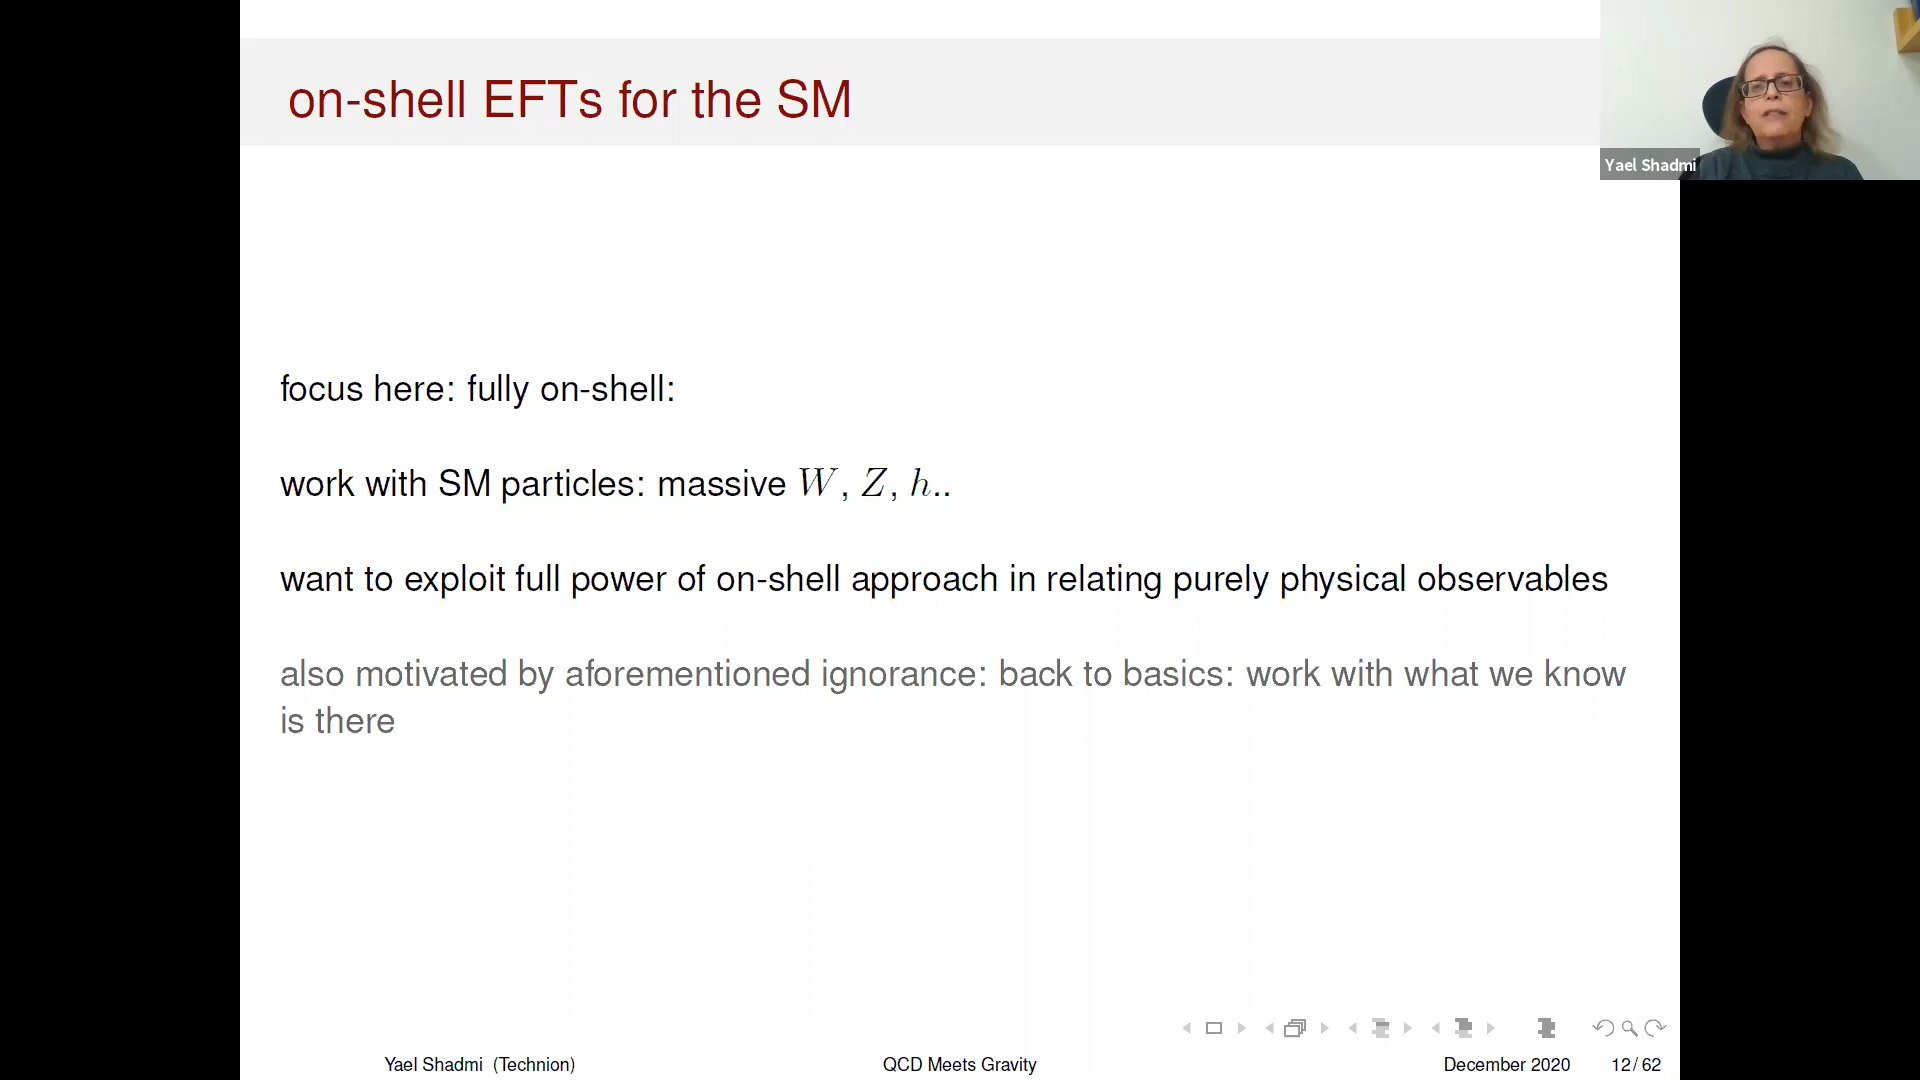 on-shell EFTs for the SM
Yael Shadmi
focus here: fully on-shell:
work with SM particles: massive W, Z, h..
want to exploit full power of on-shell approach in relating purely physical observables
also motivated by aforementioned ignorance: back to basics: work with what we know
is there
Yael Shadmi (Technion) QCD Meets Gravity December 2020 12/62